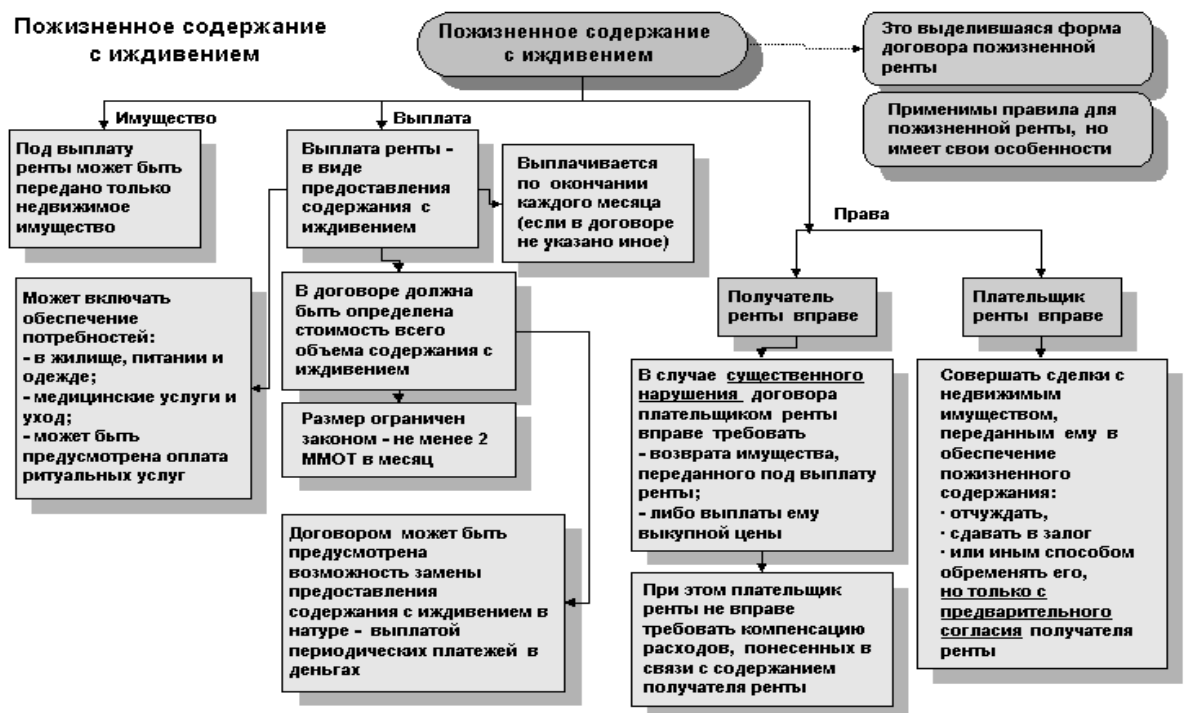 Пожизненное содержание
с иждивением
Пожизненное содержание
с иждивением
Зто выделившаяся форма
договора пожизненной
ренты
Применимы правила для
пожизненной ренты, но
имеет свои особенности
Имущество
Под выплату
ренты может быть
передано только
недвижимое
имущество
Выплата
Выплата ренты -
в виде
предоставления
содержания с
иждивением
Выплачивается
по окончании
каждого месяца
(если в договоре
не указано иное)
Может включать
обеспечение
потребностей:
- в жилище, питании и
одежде;
- медицинские услуги и
уход;
- может быть
предусмотрена оплата
ритуальных услуг
В договоре должна
быть определена
стоимость всего
объема содержания с
иждивением
Размер ограничен
законом - не менее 2
ММОТ в месяц
Договором может быть
предусмотрена
возможность замены
предоставления
содержания с иждивением в
натуре - выплатой
периодических платежей в
деньгах
Права
Получатель
ренты вправе
В случае существенного
нарушения договора
плательщиком ренты
вправе требовать
- возврата имущества,
переданного под выплату
ренты;
- либо выплаты ему
выкупной цены
При этом плательщик
ренты не вправе
требовать компенсацию
расходов, понесенных в
связи с содержанием
получателя ренты
Плательщик
ренты вправе
Совершать сделки с
недвижимым
имуществом,
переданным ему в
обеспечение
пожизненного
содержания:
· отчуждать,
· сдавать в залог
· или иным способом
обременять его,
но только с
предварительного
согласия получателя
ренты